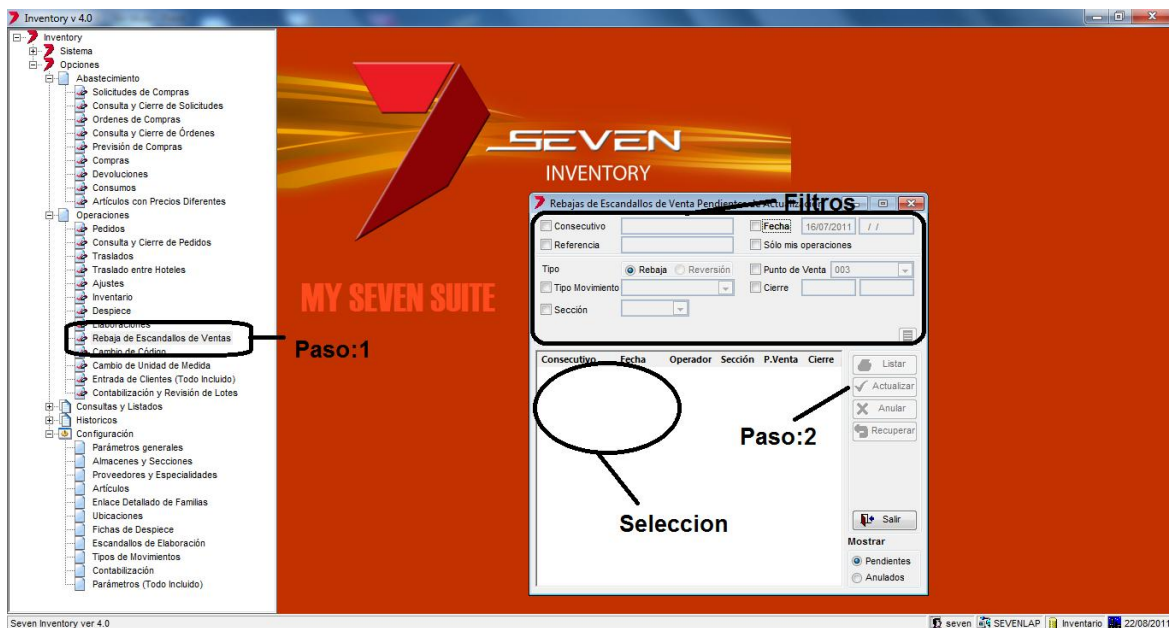 Inventory v 4.0
Inventory
Sistema
Opciones
Abastecimiento
Solicitudes de Compras
Consulta y Cierre de Solicitudes
Ordenes de Compras
Consulta y Cierre de Órdenes
Previsión de Compras
Compras
Devoluciones
Consumos
Artículos con Precios Diferentes
Operaciones
Pedidos
Consulta y Cierre de Pedidos
Traslados
Traslado entre Hoteles
Ajustes
Inventario
Despiece
Elaboraciones
Rebaja de Escandallos de Ventas
Cambio de Código
Cambio de Unidad de Medida
Entrada de Clientes (Todo Incluido)
Contabilización y Revisión de Lotes
Consultas y Listados
Historicos
Configuración
Parámetros generales
Almacenes y Secciones
Proveedores y Especialidades
Artículos
Enlace Detallado de Familias
Ubicaciones
Fichas de Despiece
Escandallos de Elaboración
Tipos de Movimientos
Contabilización
Parámetros (Todo Incluido)
Paso:1
SEVEN
INVENTORY
MY SEVEN SUITE
Rebajas de Escandallos de Venta Pendientes de Actualización
Filtros
Consecutivo
Fecha 16/07/2011 / /
Referencia
Sólo mis operaciones
Tipo Rebaja Reversión
Punto de Venta 003
Tipo Movimiento
Cierre
Sección
Consecutivo Fecha Operador Sección P.Venta Cierre
Listar
Actualizar
Anular
Recuperar
Paso:2
Seleccion
Salir
Mostrar
Pendientes
Anulados
Seven Inventory ver 4.0
seven SEVENLAP Inventario 22/08/2011